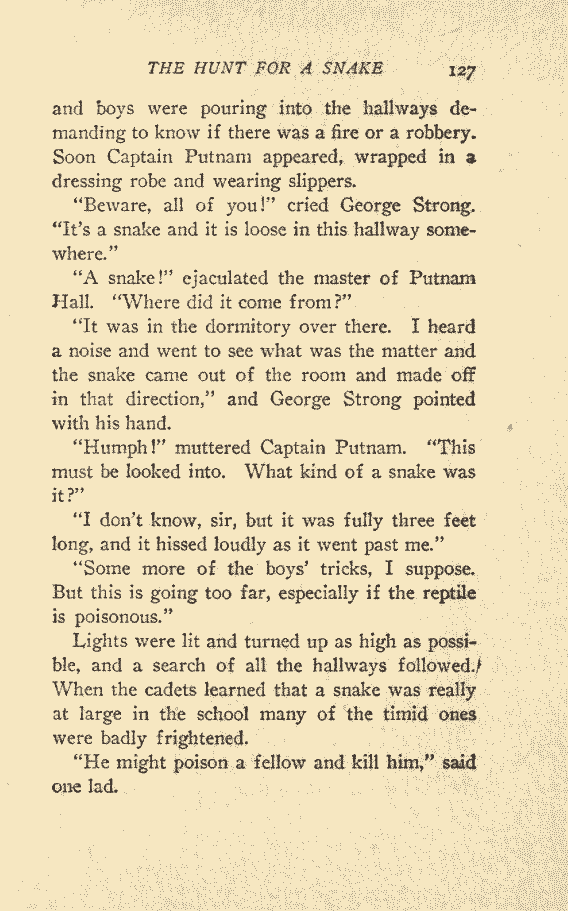 THE HUNT FOR A SNAKE 127
and boys were pouring into the hallways de-
manding to know if there was a fire or a robbery.
Soon Captain Putnam appeared, wrapped in a
dressing robe and wearing slippers.
"Beware, all of you!" cried George Strong.
"It's a snake and it is loose in this hallway some-
where."
"A snake!" ejaculated the master of Putnam
Hall. "Where did it come from?"
"It was in the dormitory over there. I heard
a noise and went to see what was the matter and
the snake came out of the room and made off
in that direction," and George Strong pointed
with his hand.
"Humph!" muttered Captain Putnam. "This
must be looked into. What kind of a snake was
it?"
"I don't know, sir, but it was fully three feet
long, and it hissed loudly as it went past me."
"Some more of the boys' tricks, I suppose.
But this is going too far, especially if the reptile
is poisonous."
Lights were lit and turned up as high as possi-
ble, and a search of all the hallways followed.
When the cadets learned that a snake was really
at large in the school many of the timid ones
were badly frightened.
"He might poison a fellow and kill him," said
one lad.